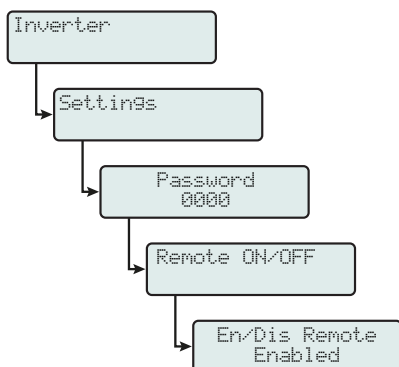 Inverter
Settings
Password
0000
Remote ON/OFF
En/Dis Remote
Enabled